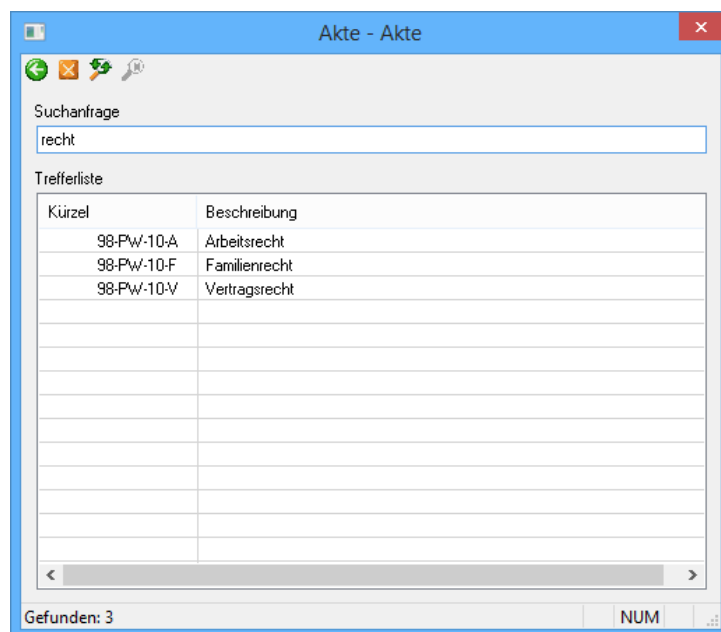 Akte - Akte
Suchanfrage
recht
Trefferliste
Kürzel Beschreibung
98-PW-10-A Arbeitsrecht
98-PW-10-F Familienrecht
98-PW-10-V Vertragsrecht
Gefunden: 3 NUM